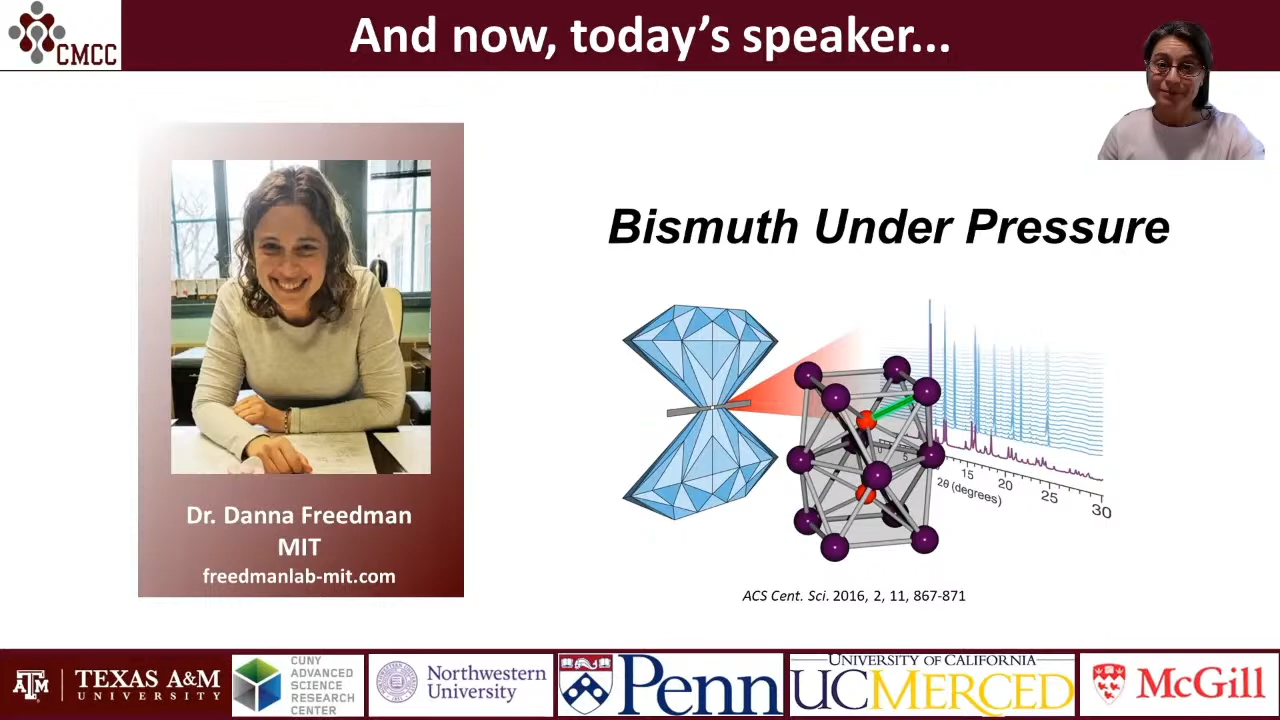 CMCC
And now, today's speaker...
Bismuth Under Pressure
Dr. Danna Freedman
MIT
freedmanlab-mit.com
15
20
25
30
2θ (degrees)
ACS Cent. Sci. 2016, 2, 11, 867-871
ATM
TEXAS A&M
UNIVERSITY
CUNY
ADVANCED
SCIENCE
RESEARCH
CENTER
Northwestern
University
Penn
UNIVERSITY OF CALIFORNIA
UCMERCED
McGill